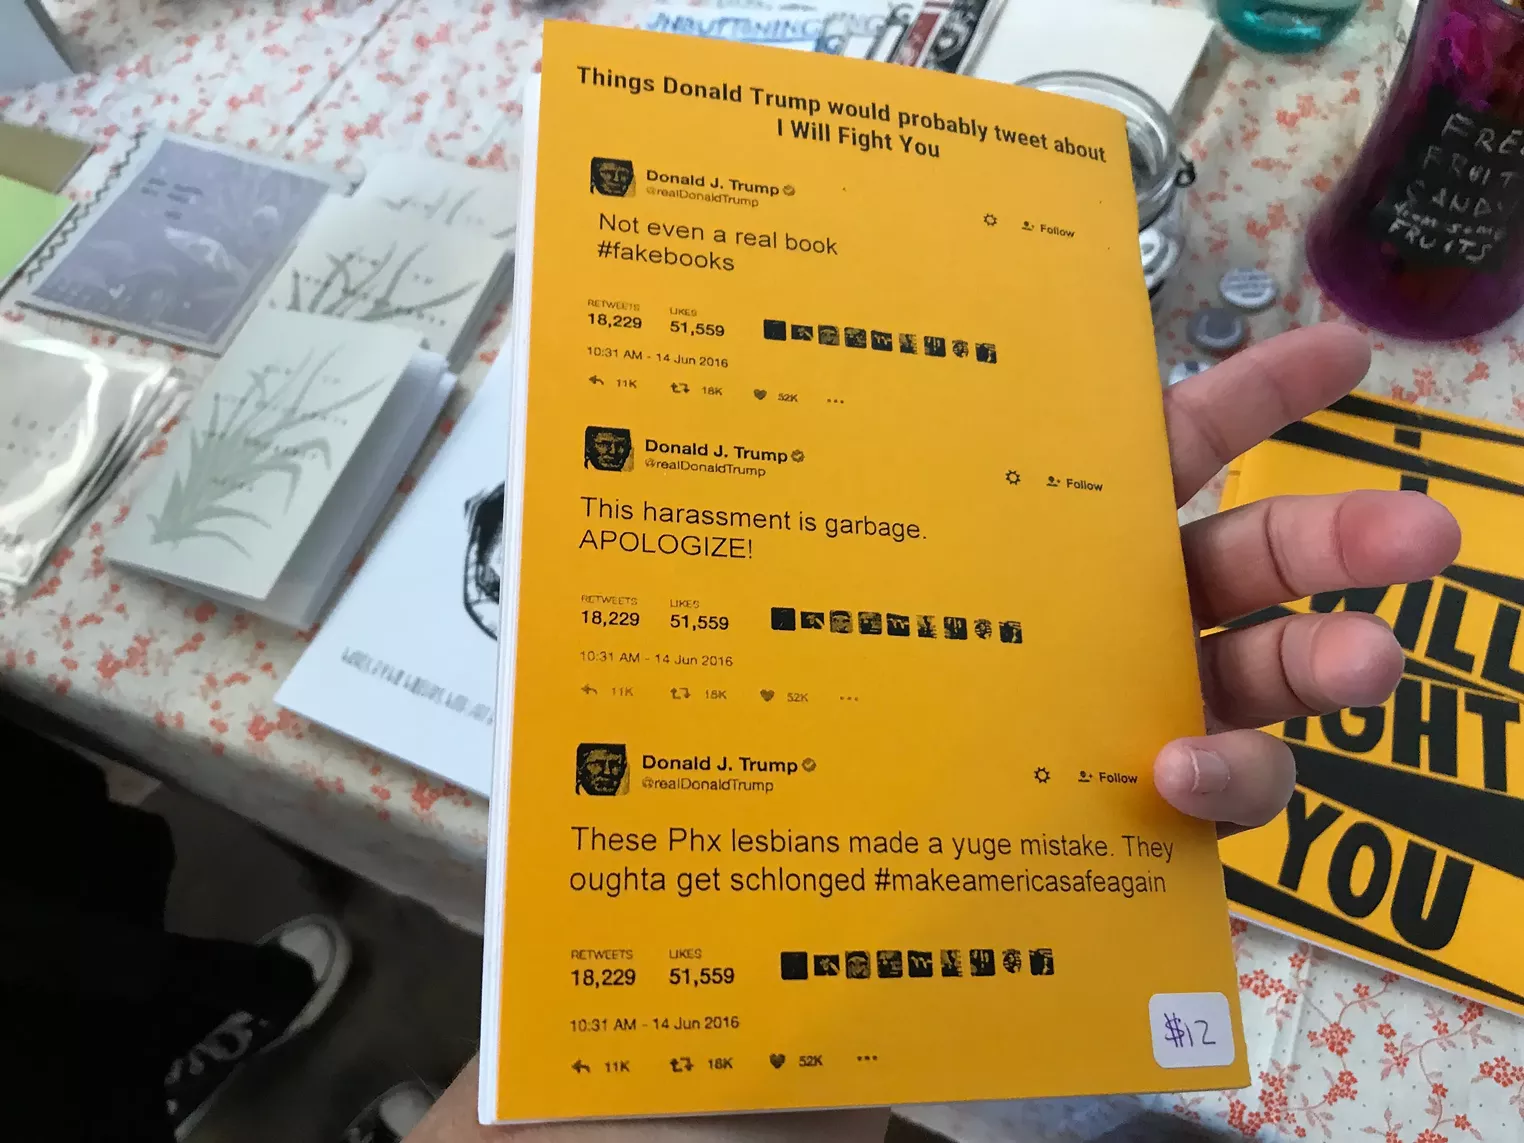 Things Donald Trump would probably tweet about
I Will Fight You
Donald J. Trump
@realDonaldTrump
Follow
Not even a real book
#fakebooks
RETWEETS LIKES
18,229 51,559
10:31 AM - 14 Jun 2016
11K 18K 52K
Donald J. Trump
@realDonaldTrump
Follow
This harassment is garbage.
APOLOGIZE!
RETWEETS LIKES
18,229 51,559
10:31 AM - 14 Jun 2016
11K 18K 52K
Donald J. Trump
@realDonaldTrump
Follow
These Phx lesbians made a yuge mistake. They
oughta get schlonged #makeamericasafeagain
RETWEETS LIKES
18,229 51,559
10:31 AM - 14 Jun 2016
11K 18K 52K
$12
I
WILL
FIGHT
YOU
FRUIT
AND
FRUITS